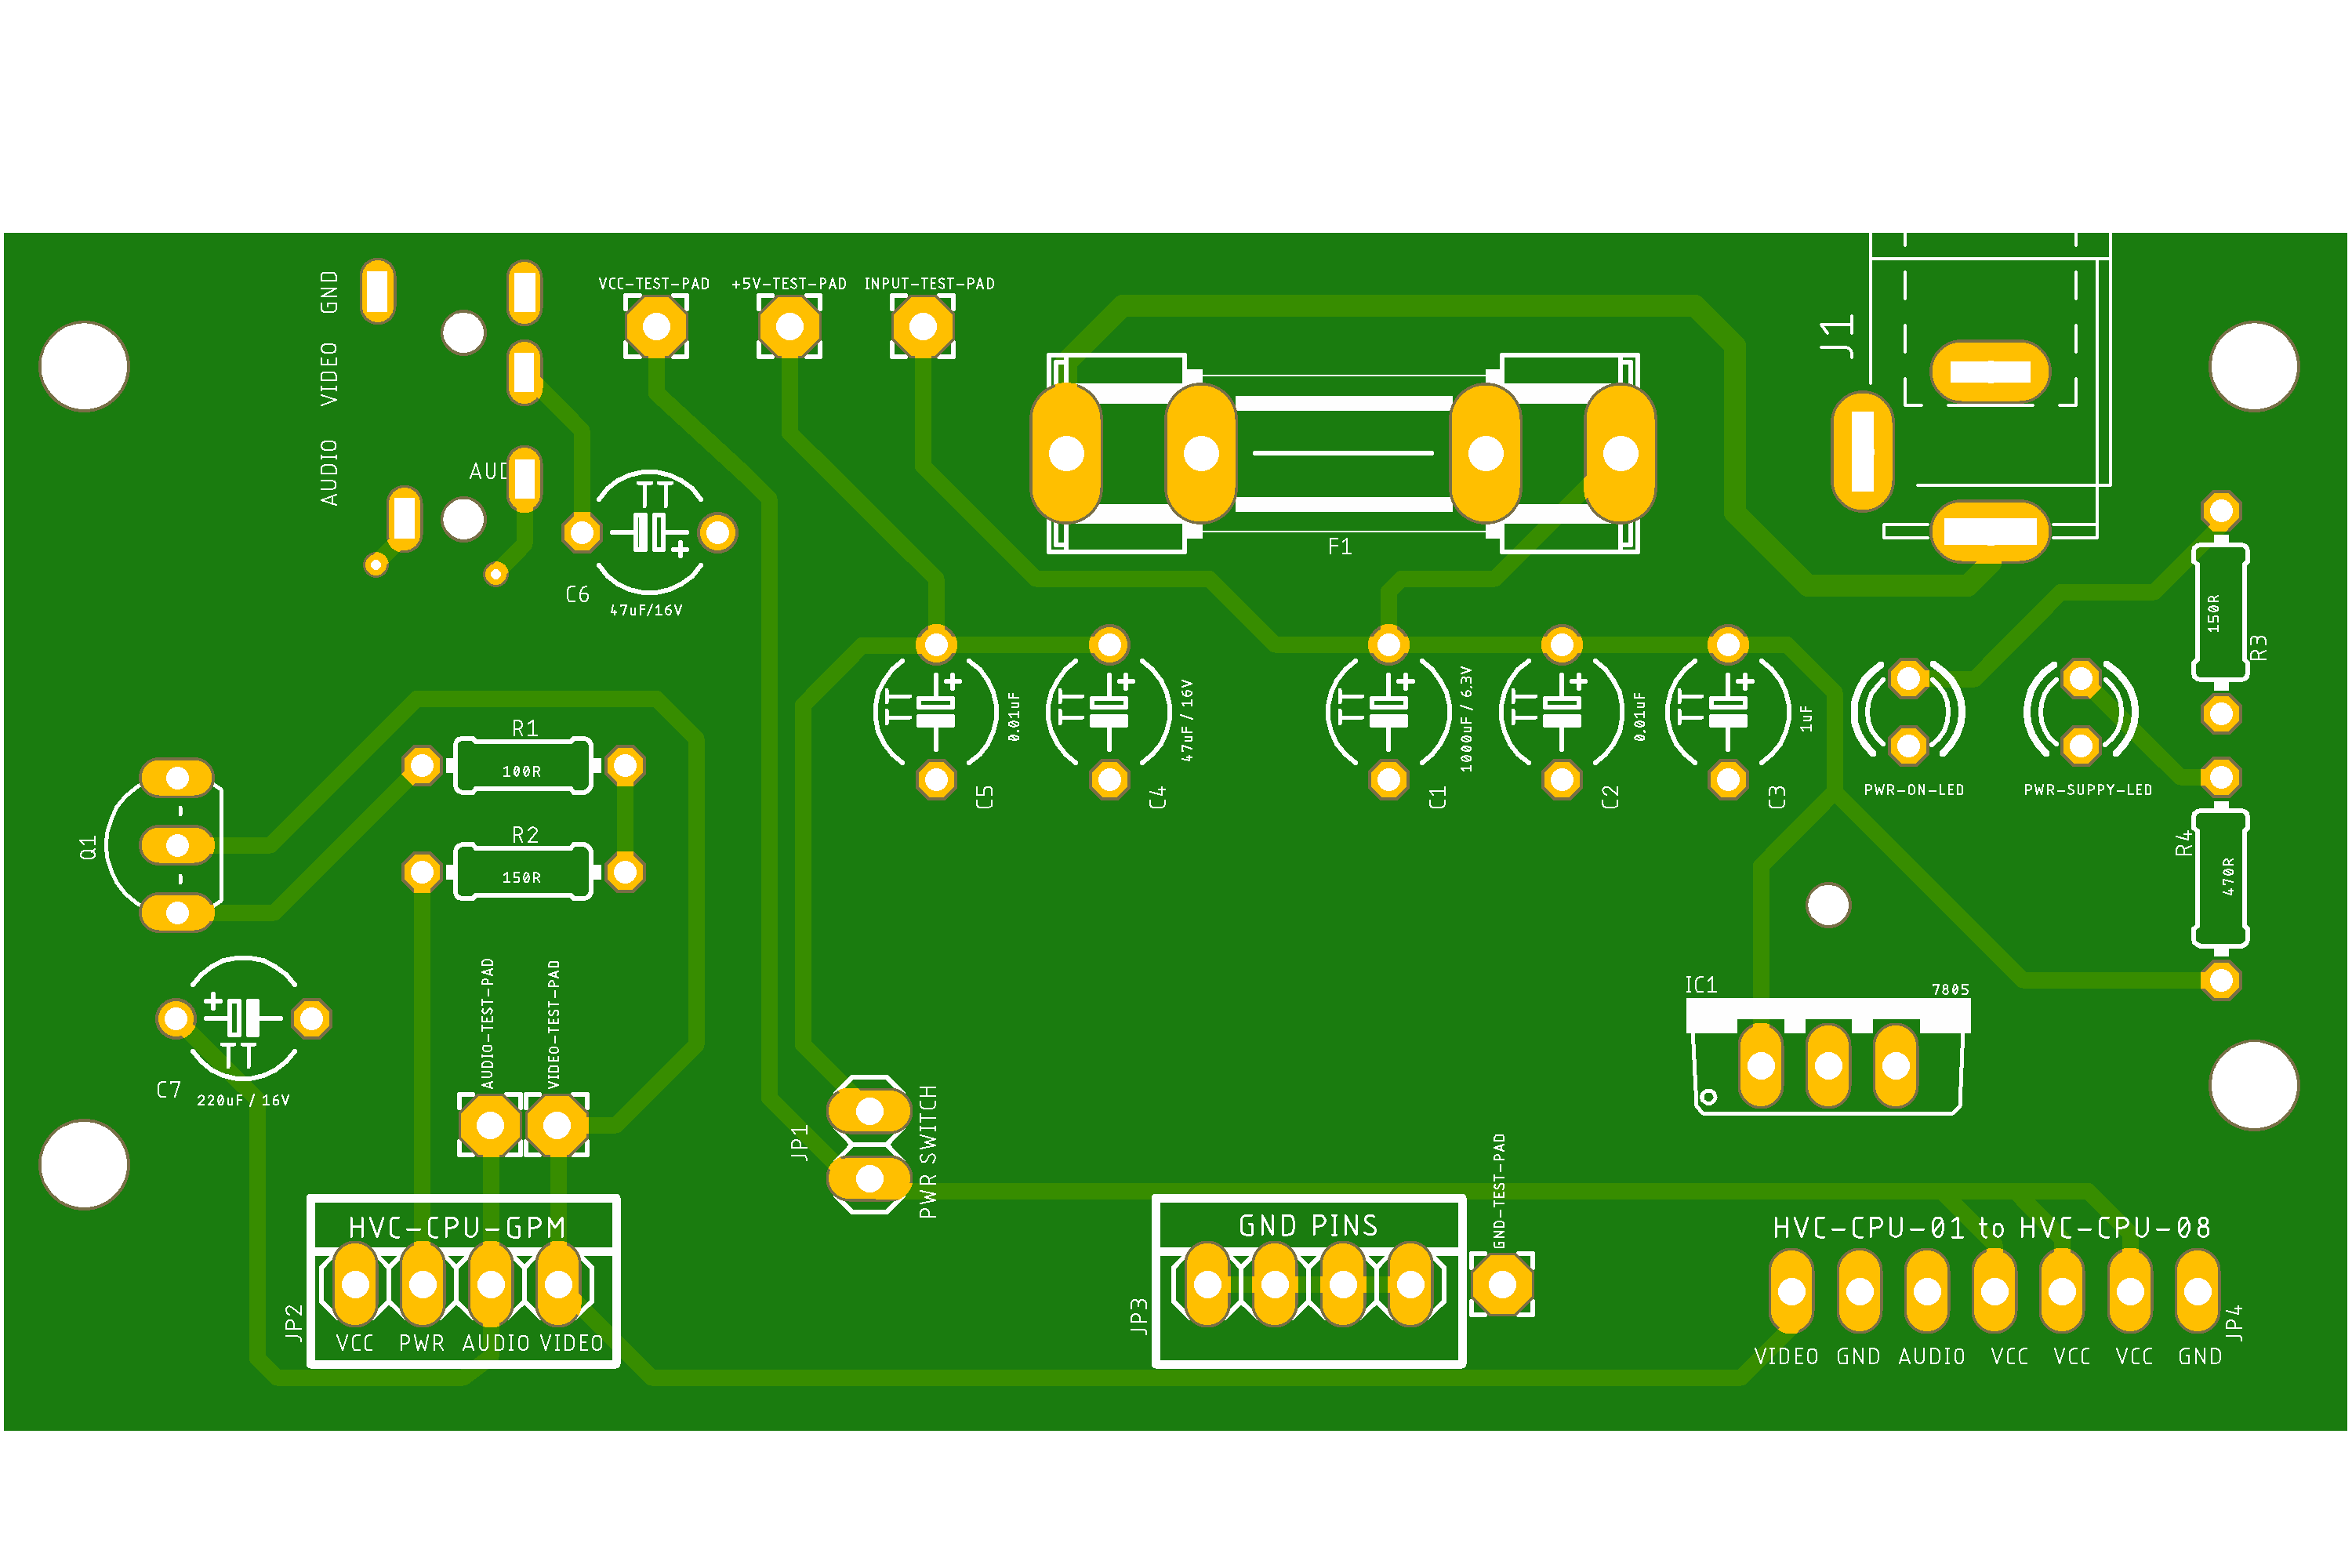 GND
VIDEO
AUDIO
AUD
VCC-TEST-PAD
+5V-TEST-PAD
INPUT-TEST-PAD
J1
F1
C6
47uF/16V
150R
R3
0.01uF
C5
47uF / 16V
C4
1000uF / 6.3V
C1
0.01uF
C2
1uF
C3
PWR-ON-LED
PWR-SUPPY-LED
R1
100R
R2
150R
Q1
R4
470R
C7
220uF / 16V
AUDIO-TEST-PAD
VIDEO-TEST-PAD
IC1
7805
JP1
PWR SWITCH
HVC-CPU-GPM
JP2
VCC PWR AUDIO VIDEO
GND PINS
JP3
GND-TEST-PAD
HVC-CPU-01 to HVC-CPU-08
JP4
VIDEO GND AUDIO VCC VCC VCC GND